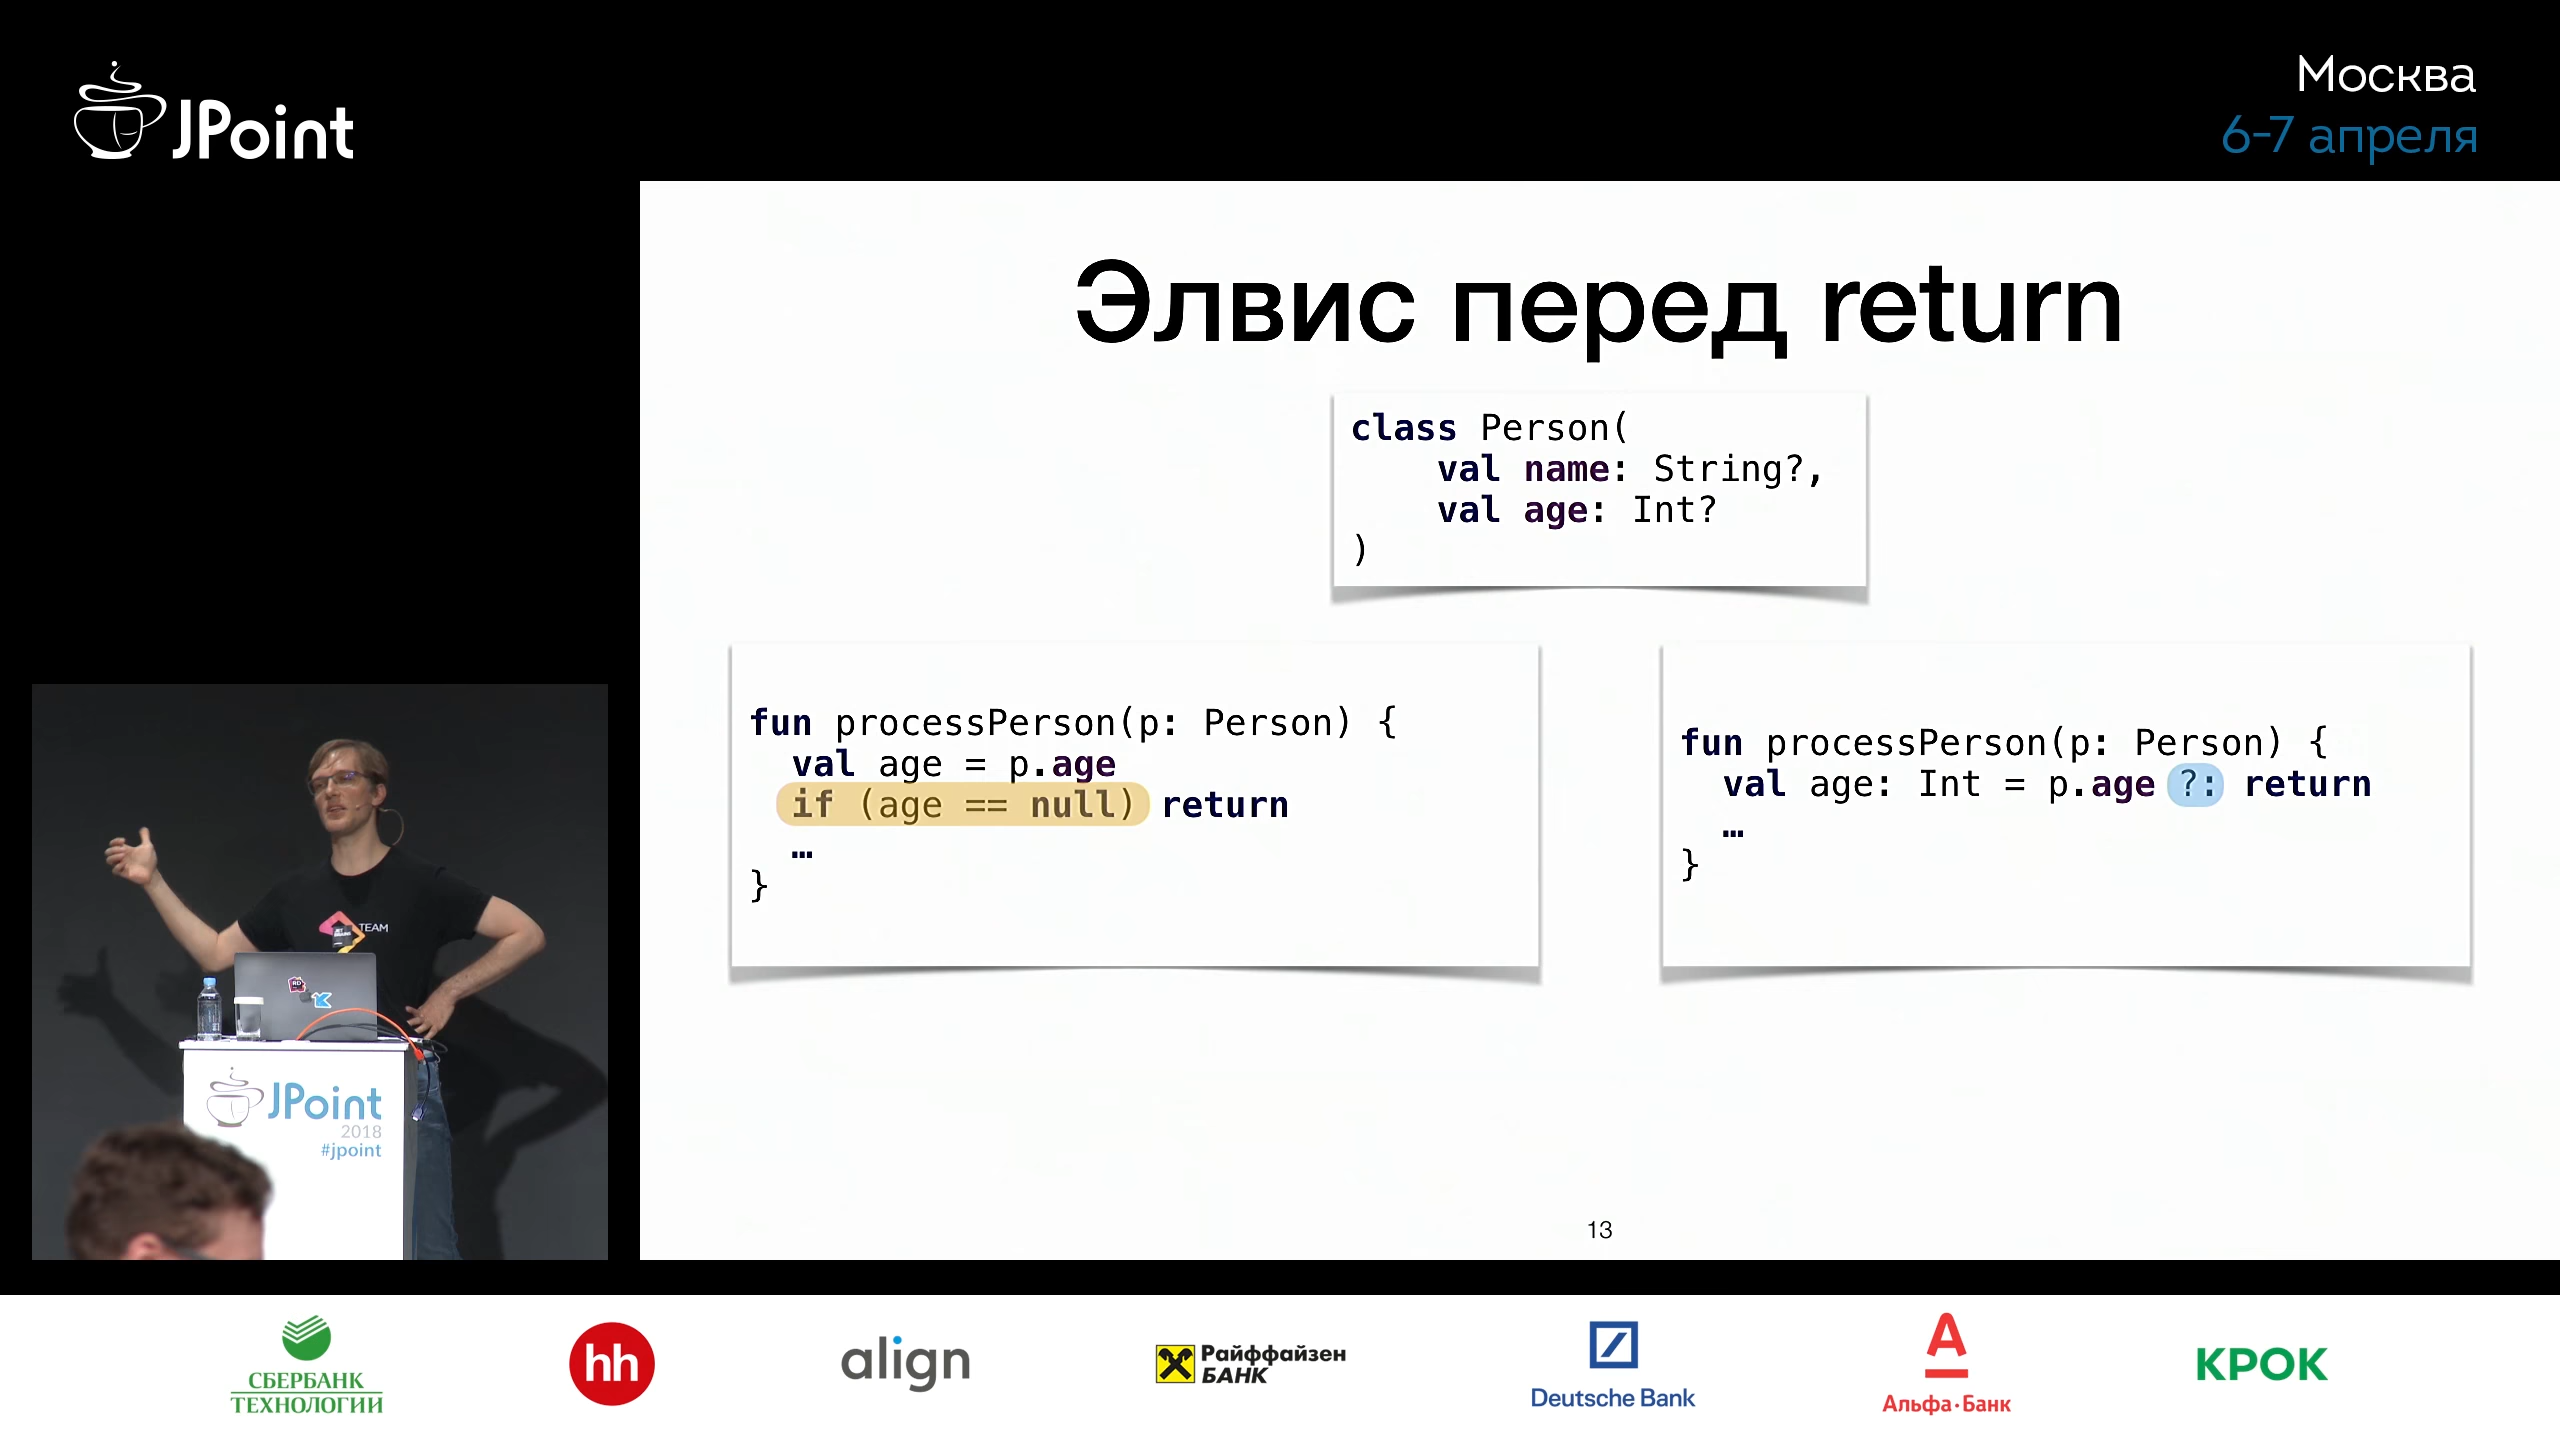 JPoint
Москва
6-7 апреля
Элвис перед return
class Person(
    val name: String?,
    val age: Int?
)
fun processPerson(p: Person) {
  val age = p.age
  if (age == null) return
  …
}
fun processPerson(p: Person) {
  val age: Int = p.age ?: return
  …
}
13
TEAM
RD
JPoint
2018
#jpoint
СБЕРБАНК
ТЕХНОЛОГИИ
hh
align
Райффайзен
БАНК
Deutsche Bank
А
Альфа·Банк
КРОК